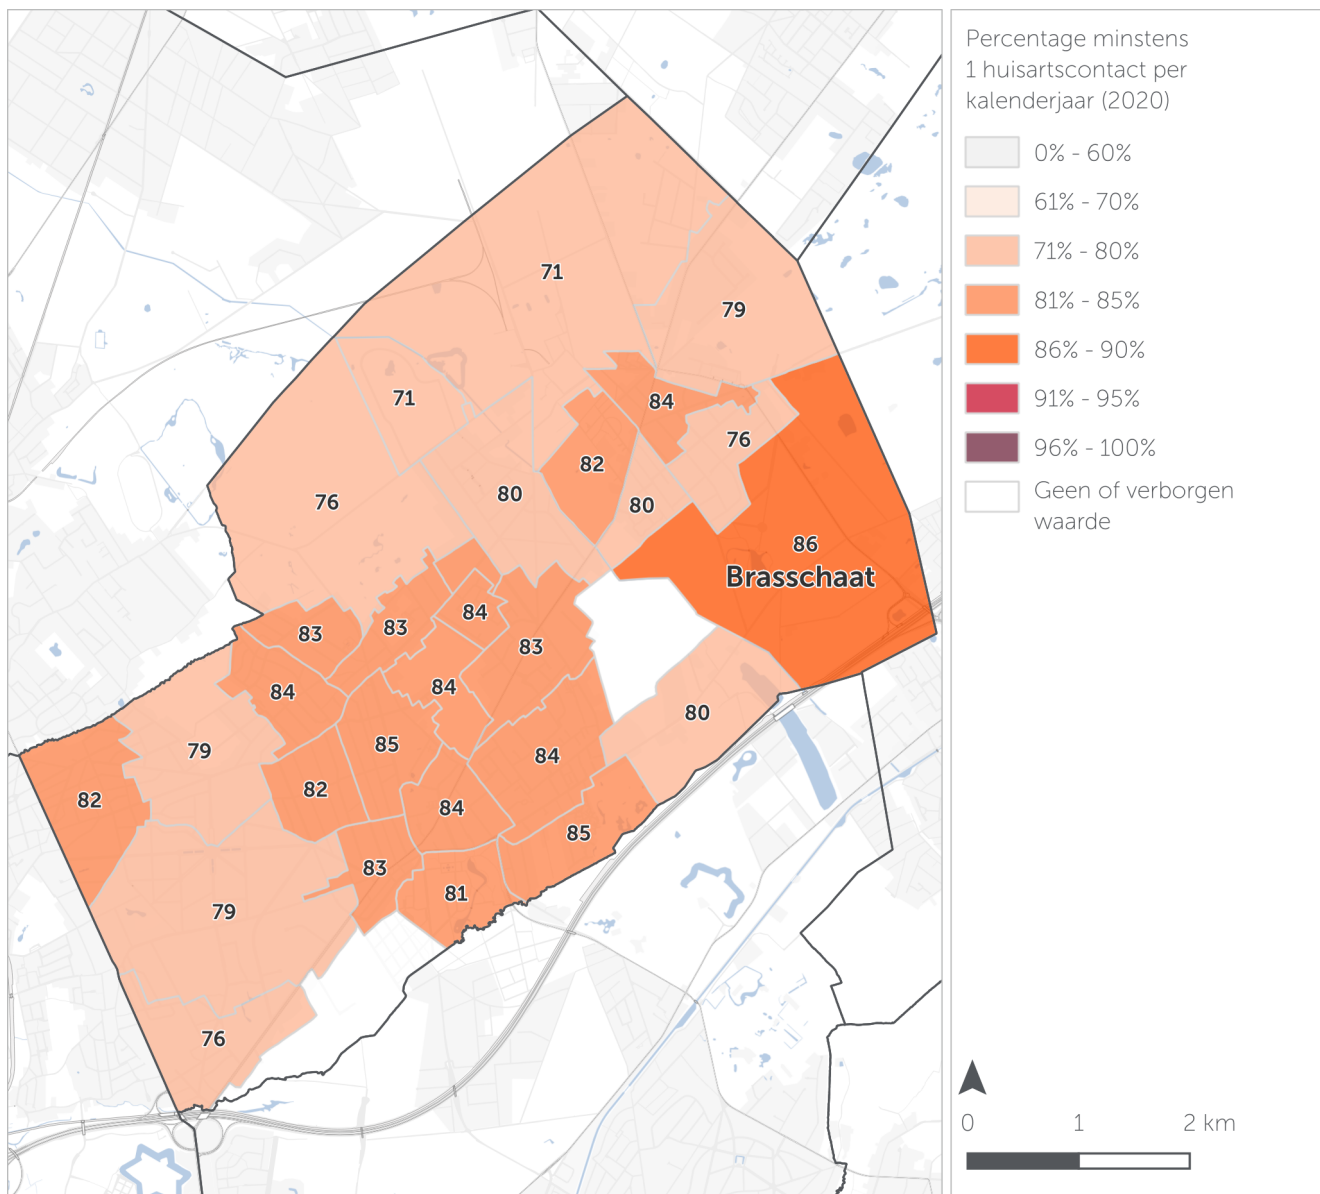 Percentage minstens
1 huisartscontact per
kalenderjaar (2020)
0% - 60%
61% - 70%
71% - 80%
81% - 85%
86% - 90%
91% - 95%
96% - 100%
Geen of verborgen
waarde
71
79
71
84
76
82
80
80
76
86
Brasschaat
84
83
83
83
84
84
80
79
85
84
82
82
84
85
83
81
79
76
0
1
2 km